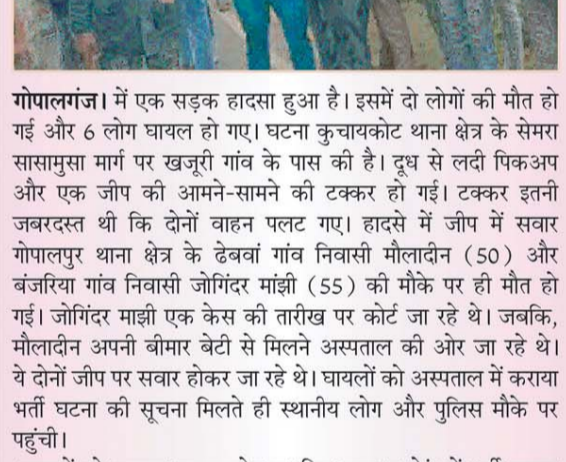 गोपालगंज। में एक सड़क हादसा हुआ है। इसमें दो लोगों की मौत हो
गई और 6 लोग घायल हो गए। घटना कुचायकोट थाना क्षेत्र के सेमरा
सासामुसा मार्ग पर खजूरी गांव के पास की है। दूध से लदी पिकअप
और एक जीप की आमने-सामने की टक्कर हो गई। टक्कर इतनी
जबरदस्त थी कि दोनों वाहन पलट गए। हादसे में जीप में सवार
गोपालपुर थाना क्षेत्र के ढेबवां गांव निवासी मौलादीन (50) और
बंजरिया गांव निवासी जोगिंदर मांझी (55) की मौके पर ही मौत हो
गई। जोगिंदर माझी एक केस की तारीख पर कोर्ट जा रहे थे। जबकि,
मौलादीन अपनी बीमार बेटी से मिलने अस्पताल की ओर जा रहे थे।
ये दोनों जीप पर सवार होकर जा रहे थे। घायलों को अस्पताल में कराया
भर्ती घटना की सूचना मिलते ही स्थानीय लोग और पुलिस मौके पर
पहुंची।